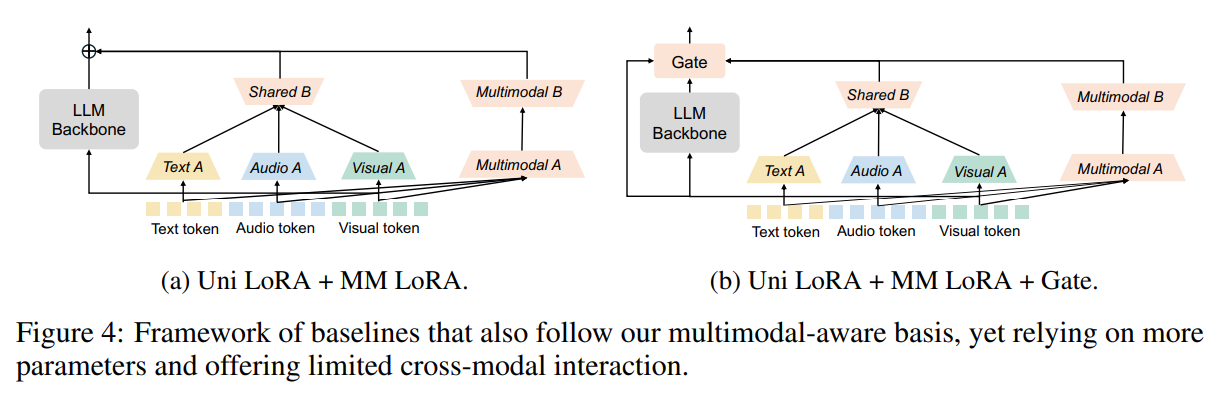 LLM
Backbone
Shared B
Multimodal B
Text A
Audio A
Visual A
Multimodal A
Text token
Audio token
Visual token
(a) Uni LoRA + MM LoRA.
Gate
LLM
Backbone
Shared B
Multimodal B
Text A
Audio A
Visual A
Multimodal A
Text token
Audio token
Visual token
(b) Uni LoRA + MM LoRA + Gate.
Figure 4: Framework of baselines that also follow our multimodal-aware basis, yet relying on more
parameters and offering limited cross-modal interaction.